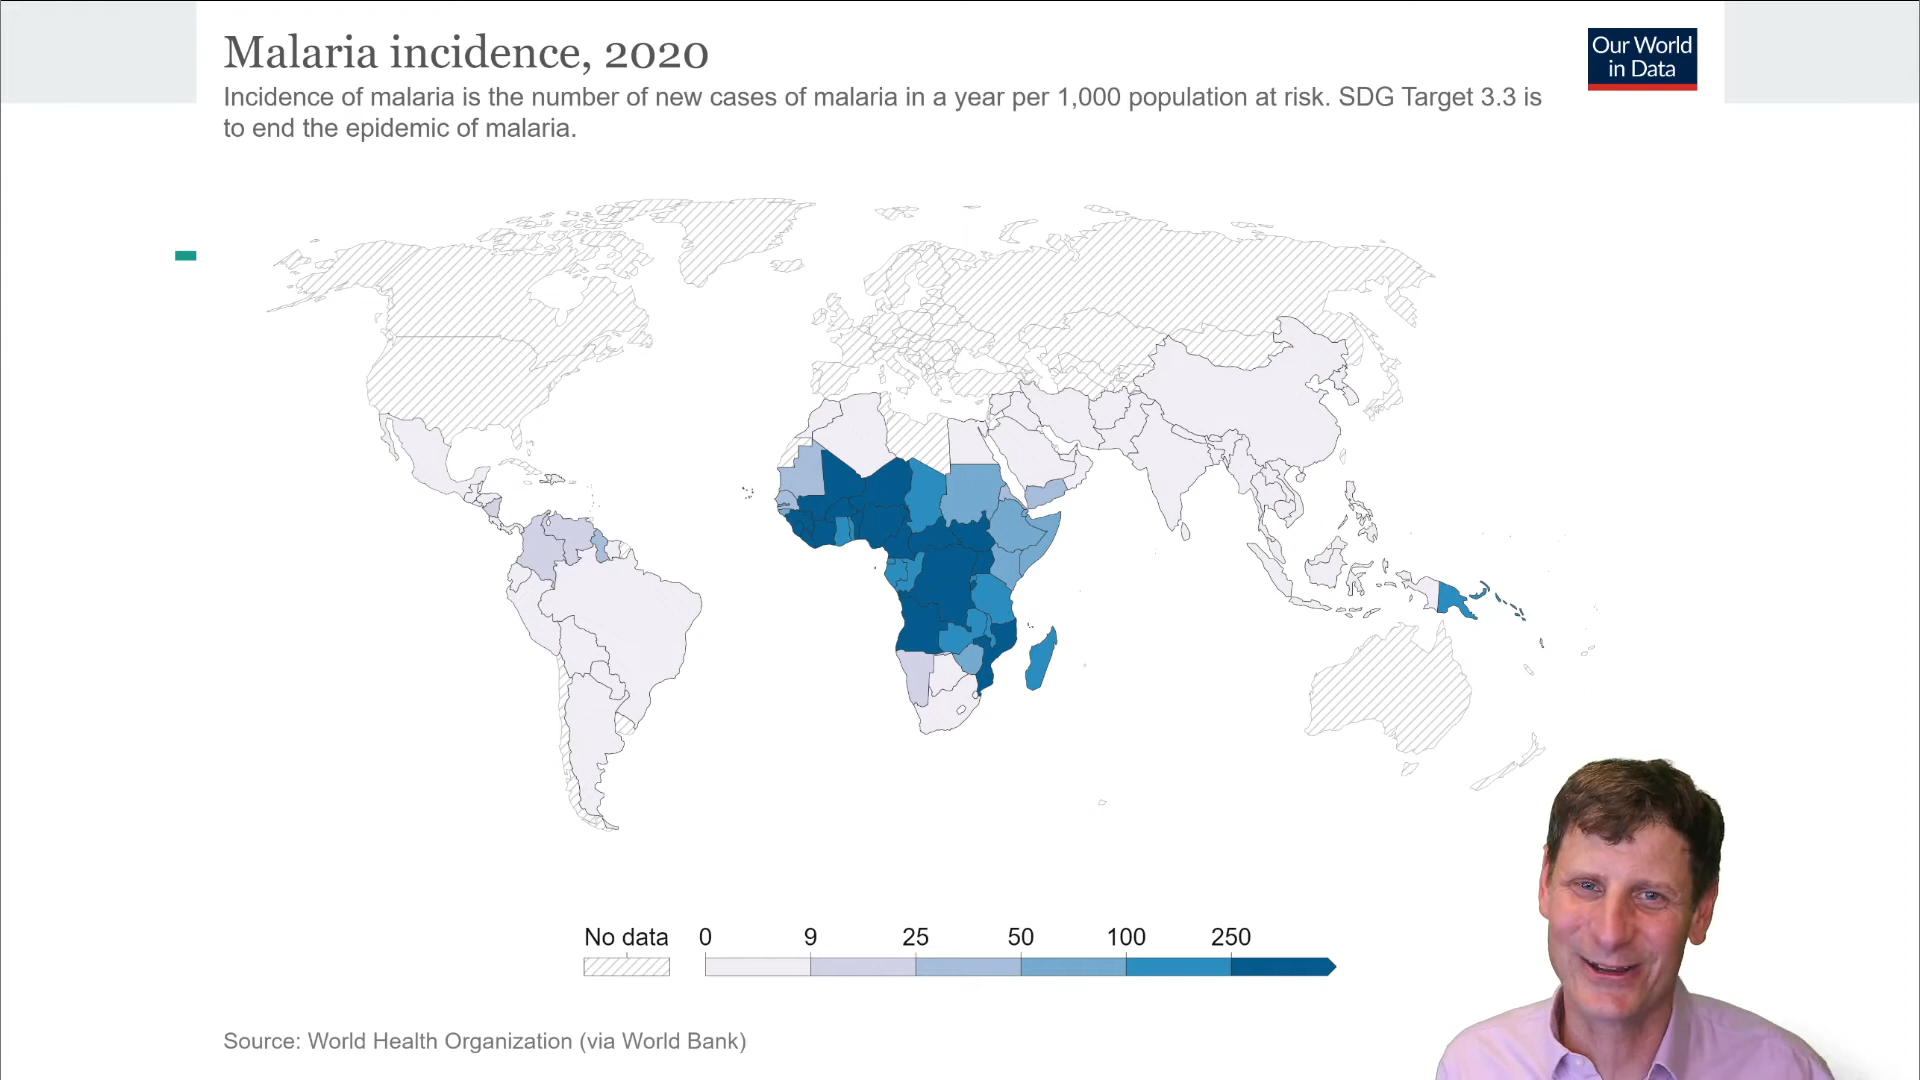 Malaria incidence, 2020
Our World
in Data
Incidence of malaria is the number of new cases of malaria in a year per 1,000 population at risk. SDG Target 3.3 is
to end the epidemic of malaria.
No data 0 9 25 50 100 250
Source: World Health Organization (via World Bank)